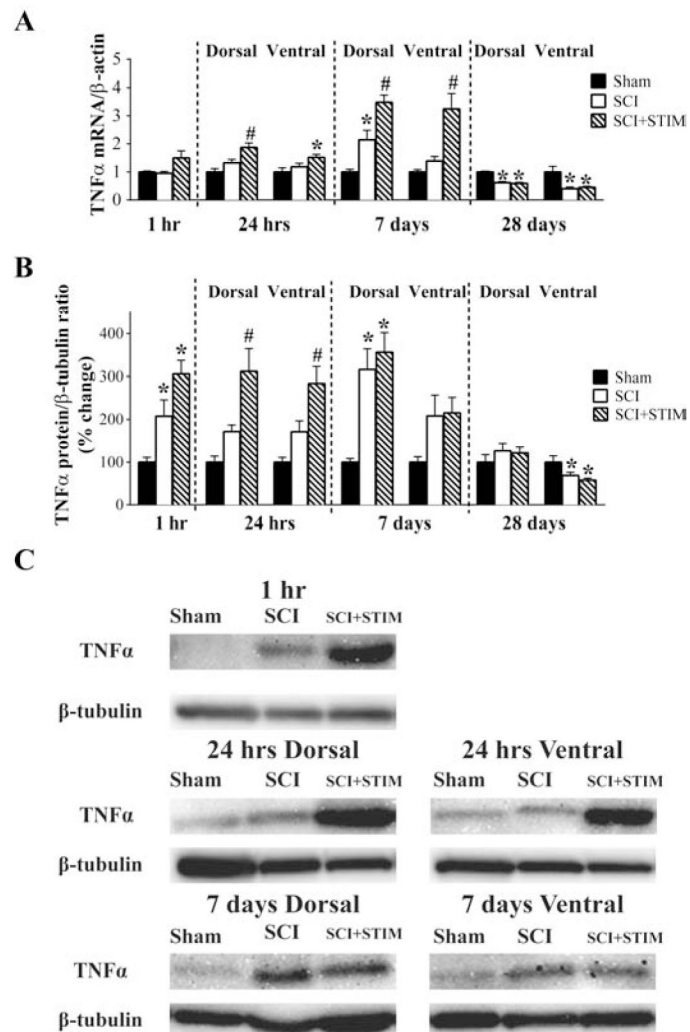 A
Dorsal Ventral Dorsal Ventral Dorsal Ventral
TNFα mRNA/β-actin
5
4
3
2
1
0
# * * # # * * * *
Sham
SCI
SCI+STIM
1 hr 24 hrs 7 days 28 days
B
Dorsal Ventral Dorsal Ventral Dorsal Ventral
TNFα protein/β-tubulin ratio
(% change)
400
300
200
100
0
* * # # * * * *
Sham
SCI
SCI+STIM
1 hr 24 hrs 7 days 28 days
C
1 hr
Sham SCI SCI+STIM
TNFα
β-tubulin
24 hrs Dorsal 24 hrs Ventral
Sham SCI SCI+STIM Sham SCI SCI+STIM
TNFα
β-tubulin
7 days Dorsal 7 days Ventral
Sham SCI SCI+STIM Sham SCI SCI+STIM
TNFα
β-tubulin